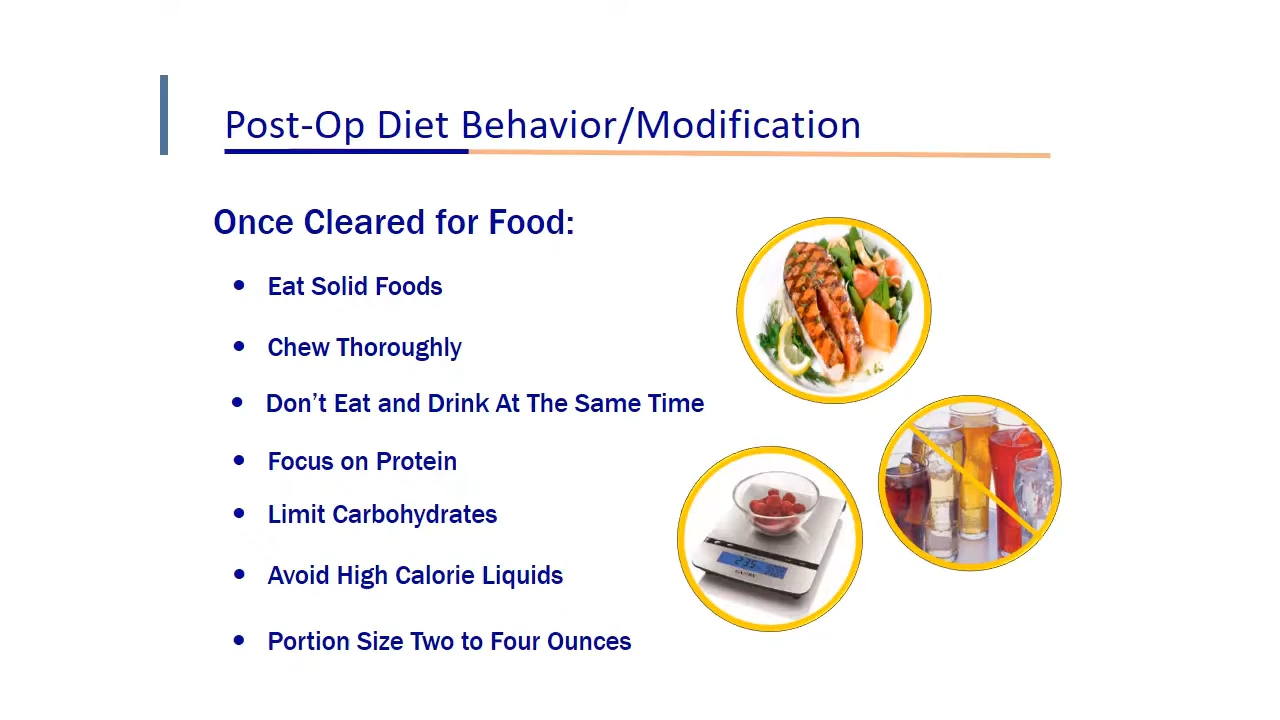 Post-Op Diet Behavior/Modification
Once Cleared for Food:
• Eat Solid Foods
• Chew Thoroughly
• Don’t Eat and Drink At The Same Time
• Focus on Protein
• Limit Carbohydrates
• Avoid High Calorie Liquids
• Portion Size Two to Four Ounces